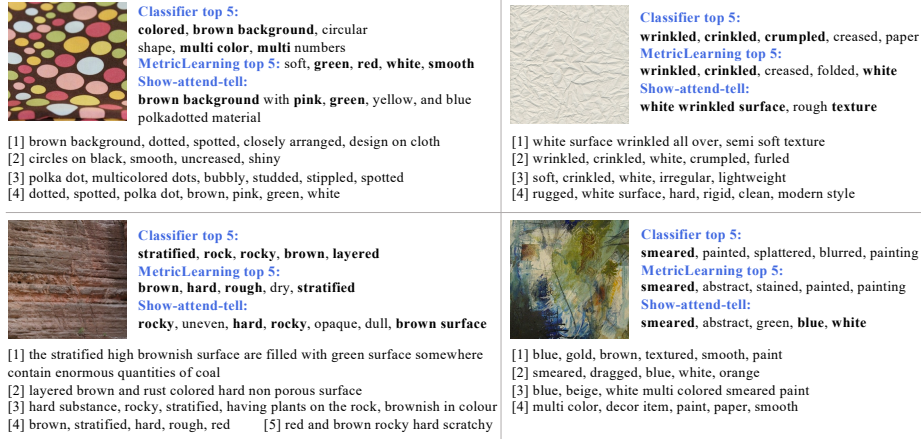 Classifier top 5:
colored, brown background, circular
shape, multi color, multi numbers
MetricLearning top 5: soft, green, red, white, smooth
Show-attend-tell:
brown background with pink, green, yellow, and blue
polkadotted material
[1] brown background, dotted, spotted, closely arranged, design on cloth
[2] circles on black, smooth, uncreased, shiny
[3] polka dot, multicolored dots, bubbly, studded, stippled, spotted
[4] dotted, spotted, polka dot, brown, pink, green, white
Classifier top 5:
wrinkled, crinkled, crumpled, creased, paper
MetricLearning top 5:
wrinkled, crinkled, creased, folded, white
Show-attend-tell:
white wrinkled surface, rough texture
[1] white surface wrinkled all over, semi soft texture
[2] wrinkled, crinkled, white, crumpled, furled
[3] soft, crinkled, white, irregular, lightweight
[4] rugged, white surface, hard, rigid, clean, modern style
Classifier top 5:
stratified, rock, rocky, brown, layered
MetricLearning top 5:
brown, hard, rough, dry, stratified
Show-attend-tell:
rocky, uneven, hard, rocky, opaque, dull, brown surface
[1] the stratified high brownish surface are filled with green surface somewhere
contain enormous quantities of coal
[2] layered brown and rust colored hard non porous surface
[3] hard substance, rocky, stratified, having plants on the rock, brownish in colour
[4] brown, stratified, hard, rough, red [5] red and brown rocky hard scratchy
Classifier top 5:
smeared, painted, splattered, blurred, painting
MetricLearning top 5:
smeared, abstract, stained, painted, painting
Show-attend-tell:
smeared, abstract, green, blue, white
[1] blue, gold, brown, textured, smooth, paint
[2] smeared, dragged, blue, white, orange
[3] blue, beige, white multi colored smeared paint
[4] multi color, decor item, paint, paper, smooth